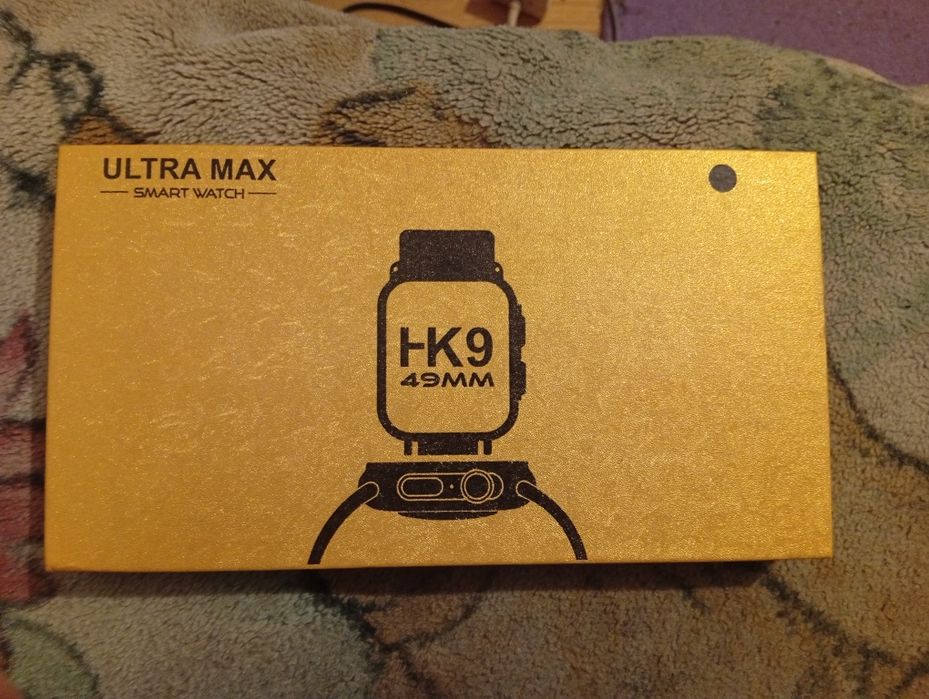 ULTRA MAX
SMART WATCH
HK9
49MM